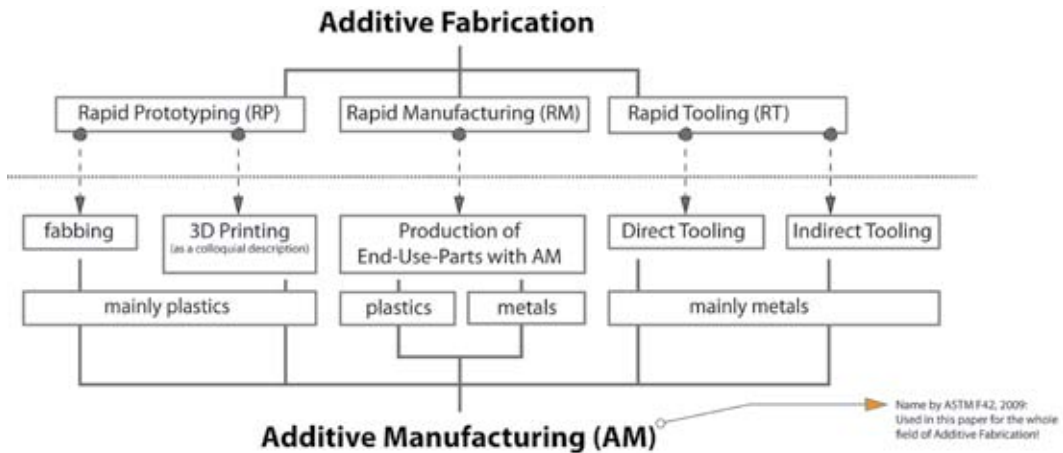 Additive Fabrication
Rapid Prototyping (RP)
Rapid Manufacturing (RM)
Rapid Tooling (RT)
fabbing
3D Printing
(as a colloquial description)
Production of
End-Use-Parts with AM
Direct Tooling
Indirect Tooling
mainly plastics
plastics
metals
mainly metals
Additive Manufacturing (AM)
Name by ASTM F42, 2009:
Used in this paper for the whole
field of Additive Fabrication!